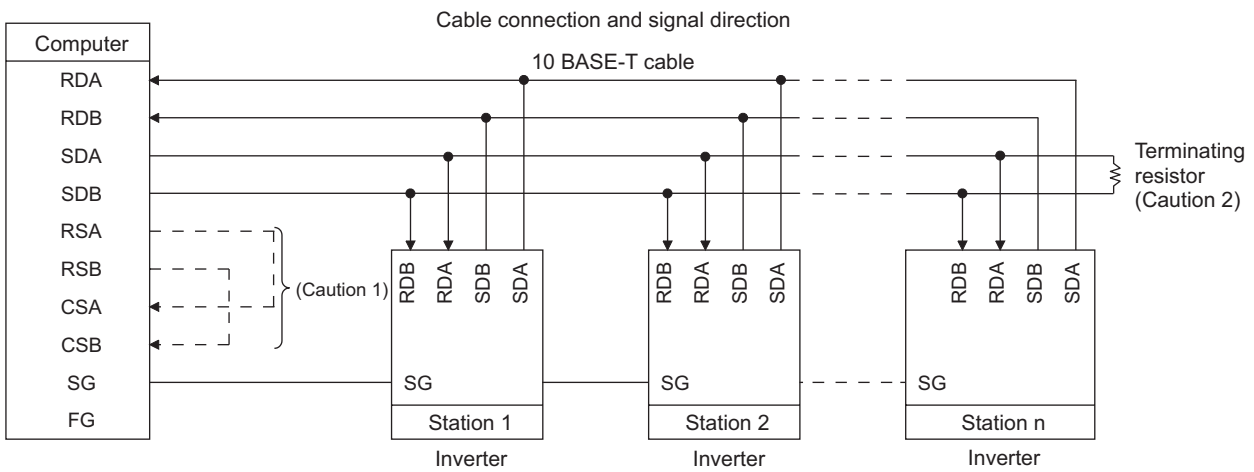 Cable connection and signal direction
10 BASE-T cable
Computer
RDA
RDB
SDA
SDB
RSA
RSB
CSA
CSB
SG
FG
(Caution 1)
RDB
RDA
SDB
SDA
SG
Station 1
Inverter
RDB
RDA
SDB
SDA
SG
Station 2
Inverter
RDB
RDA
SDB
SDA
SG
Station n
Inverter
Terminating
resistor
(Caution 2)